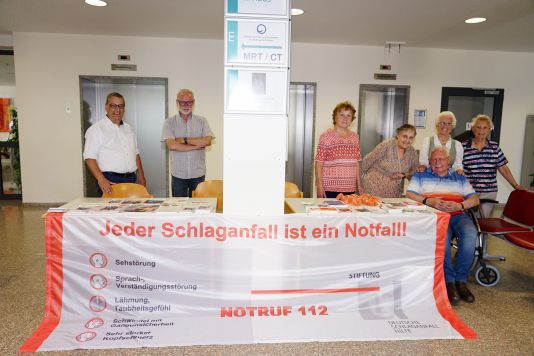 E
MRT / CT
Jeder Schlaganfall ist ein Notfall!
Sehstörung
Sprach-,
Verständigungsstörung
Lähmung,
Taubheitsgefühl
Schwindel mit
Gangunsicherheit
Sehr starker
Kopfschmerz
STIFTUNG
NOTRUF 112
DEUTSCHE
SCHLAGANFALL
HILFE